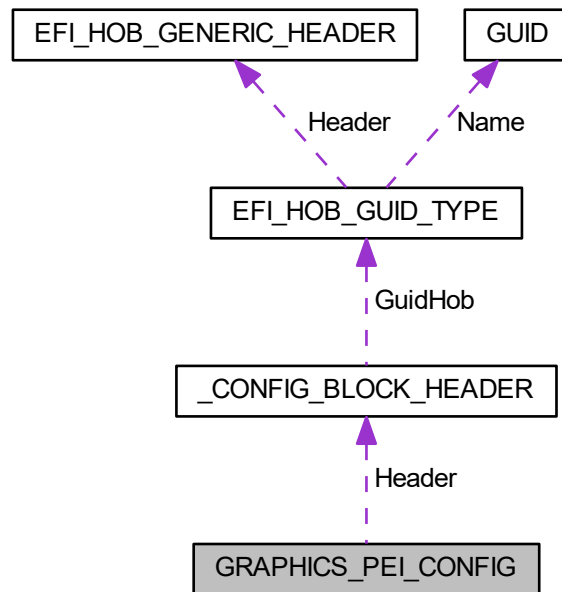 EFI_HOB_GENERIC_HEADER
GUID
Header
Name
EFI_HOB_GUID_TYPE
GuidHob
_CONFIG_BLOCK_HEADER
Header
GRAPHICS_PEI_CONFIG